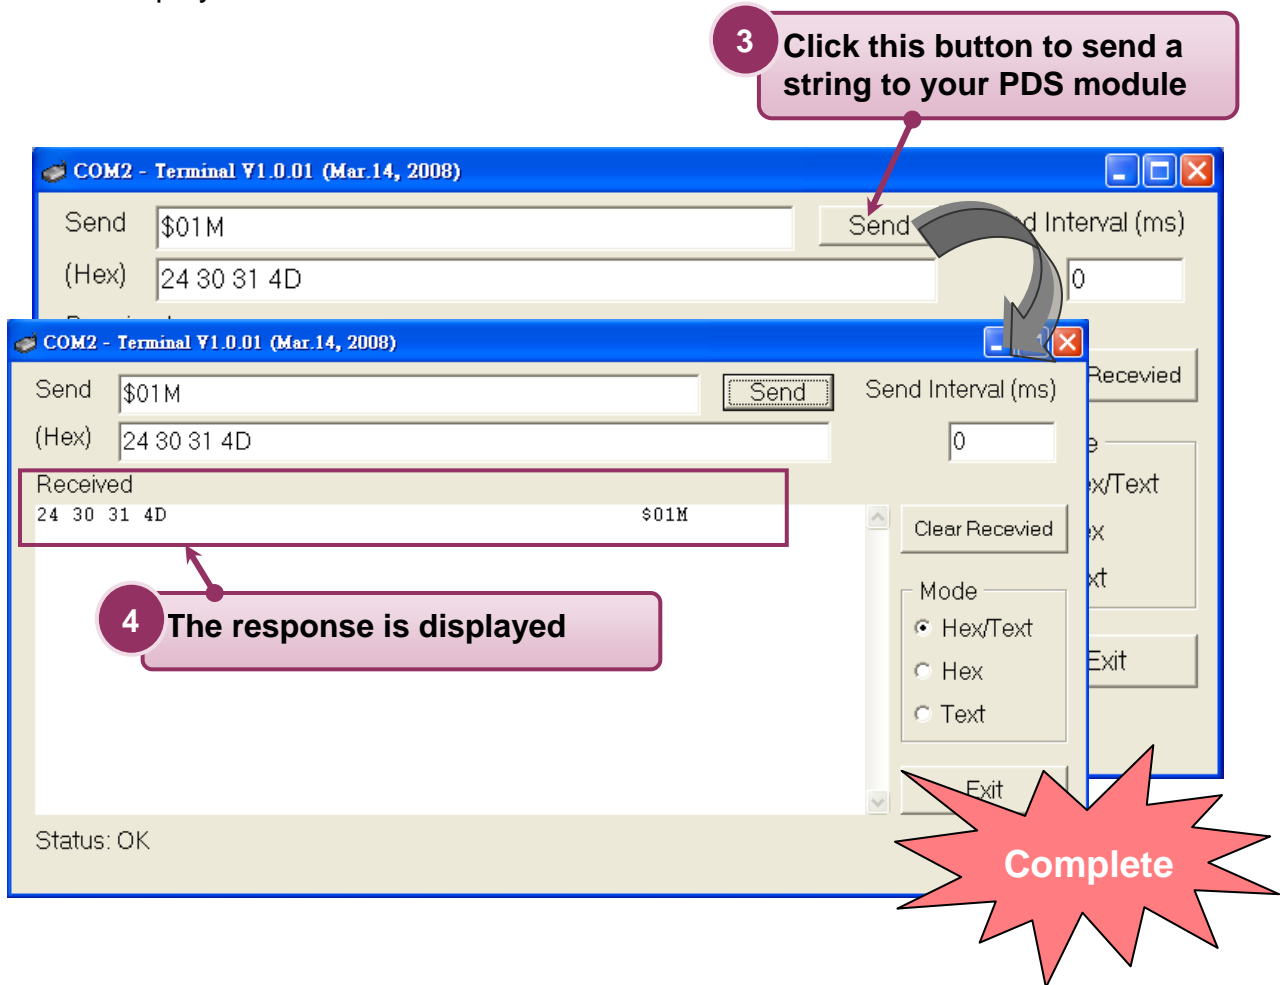 3 Click this button to send a
string to your PDS module
COM2 - Terminal V1.0.01 (Mar.14, 2008)
Send $01M Send Interval (ms)
(Hex) 24 30 31 4D 0
COM2 - Terminal V1.0.01 (Mar.14, 2008)
Send $01M Send Send Interval (ms)
(Hex) 24 30 31 4D 0
Received
24 30 31 4D $01M
Clear Recevied
Mode
Hex/Text
Hex
Text
Exit
Status: OK
Recevied
Exit
4 The response is displayed
Complete